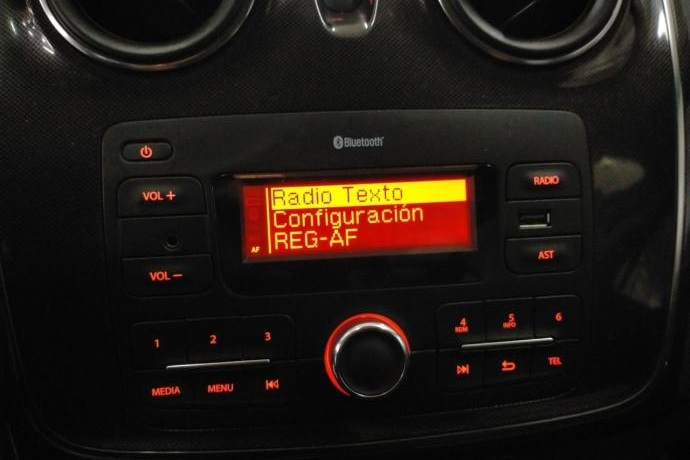 Bluetooth
VOL +
Radio Texto
Configuración
REG-AF
AF
RADIO
VOL −
AST
1 2 3
4 RDM 5 INFO 6
MEDIA MENU
TEL